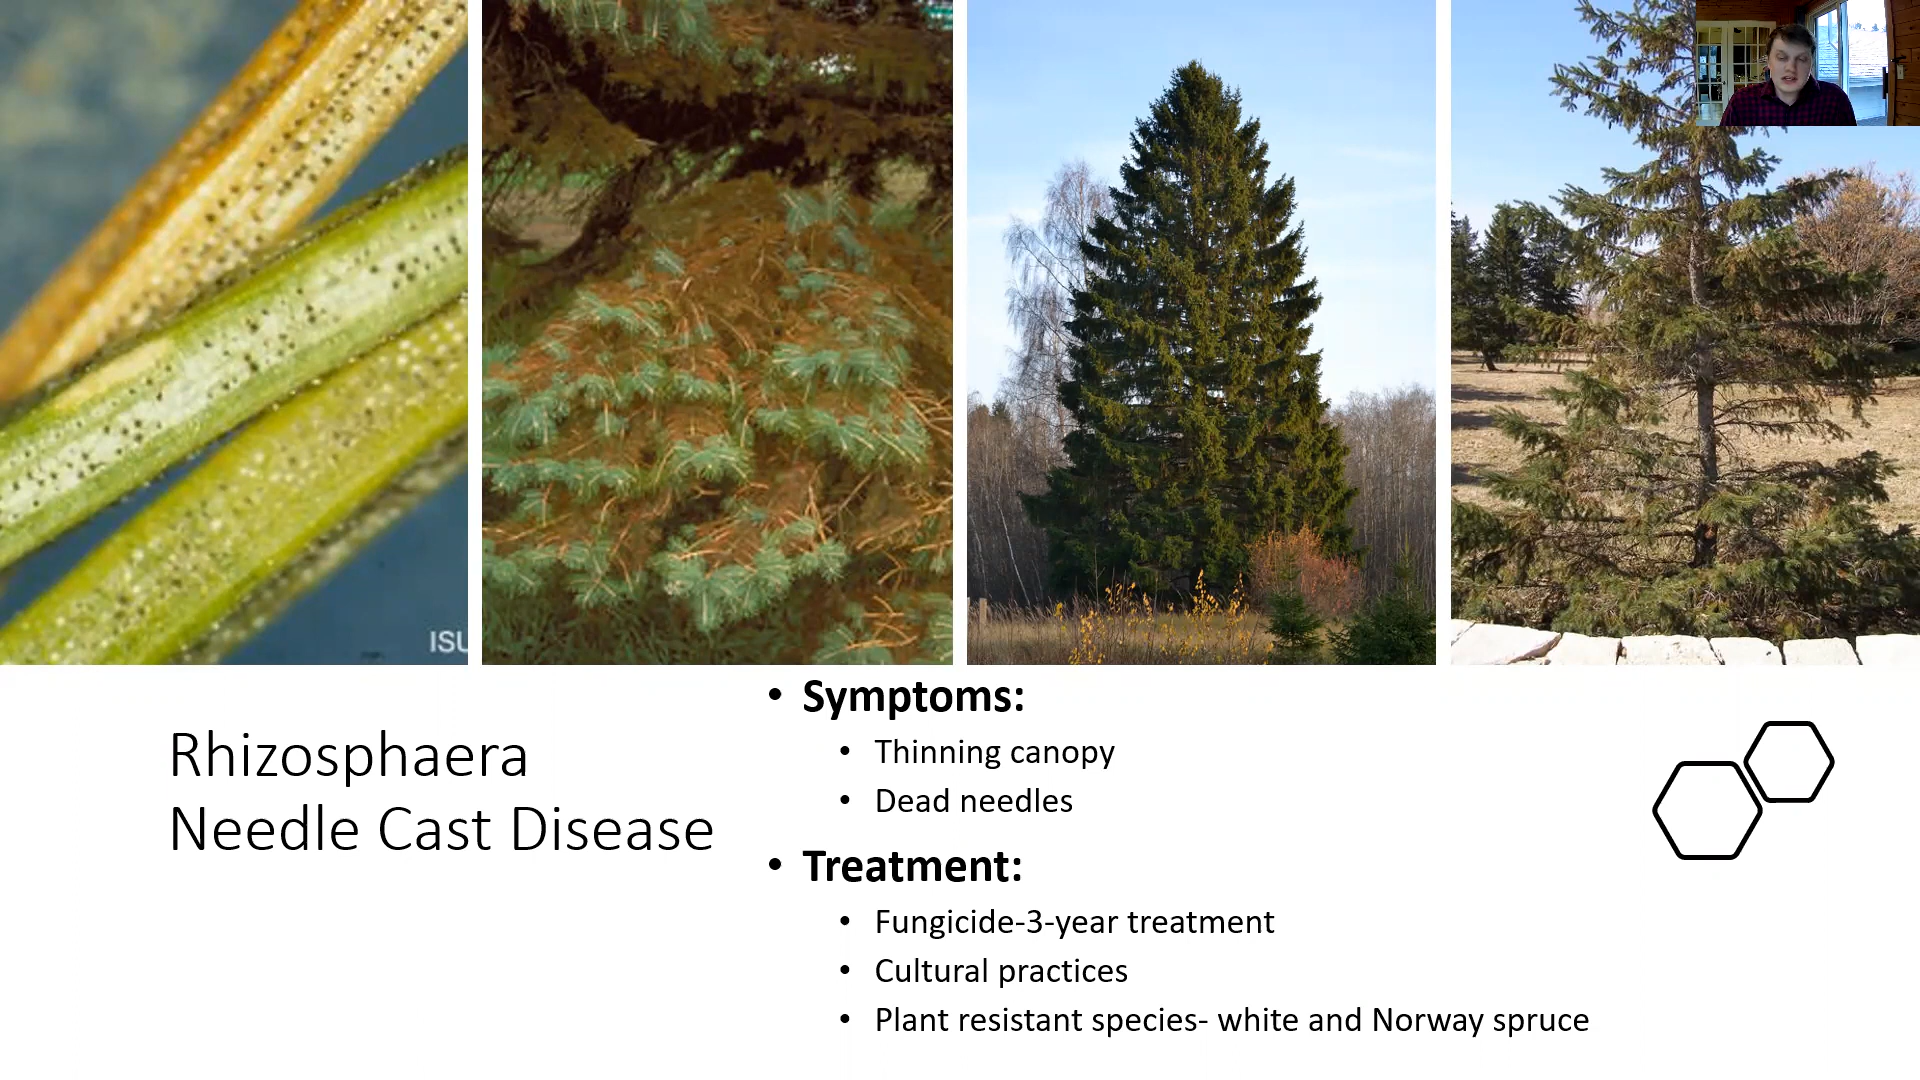 ISU
Rhizosphaera
Needle Cast Disease
• Symptoms:
• Thinning canopy
• Dead needles
• Treatment:
• Fungicide-3-year treatment
• Cultural practices
• Plant resistant species- white and Norway spruce